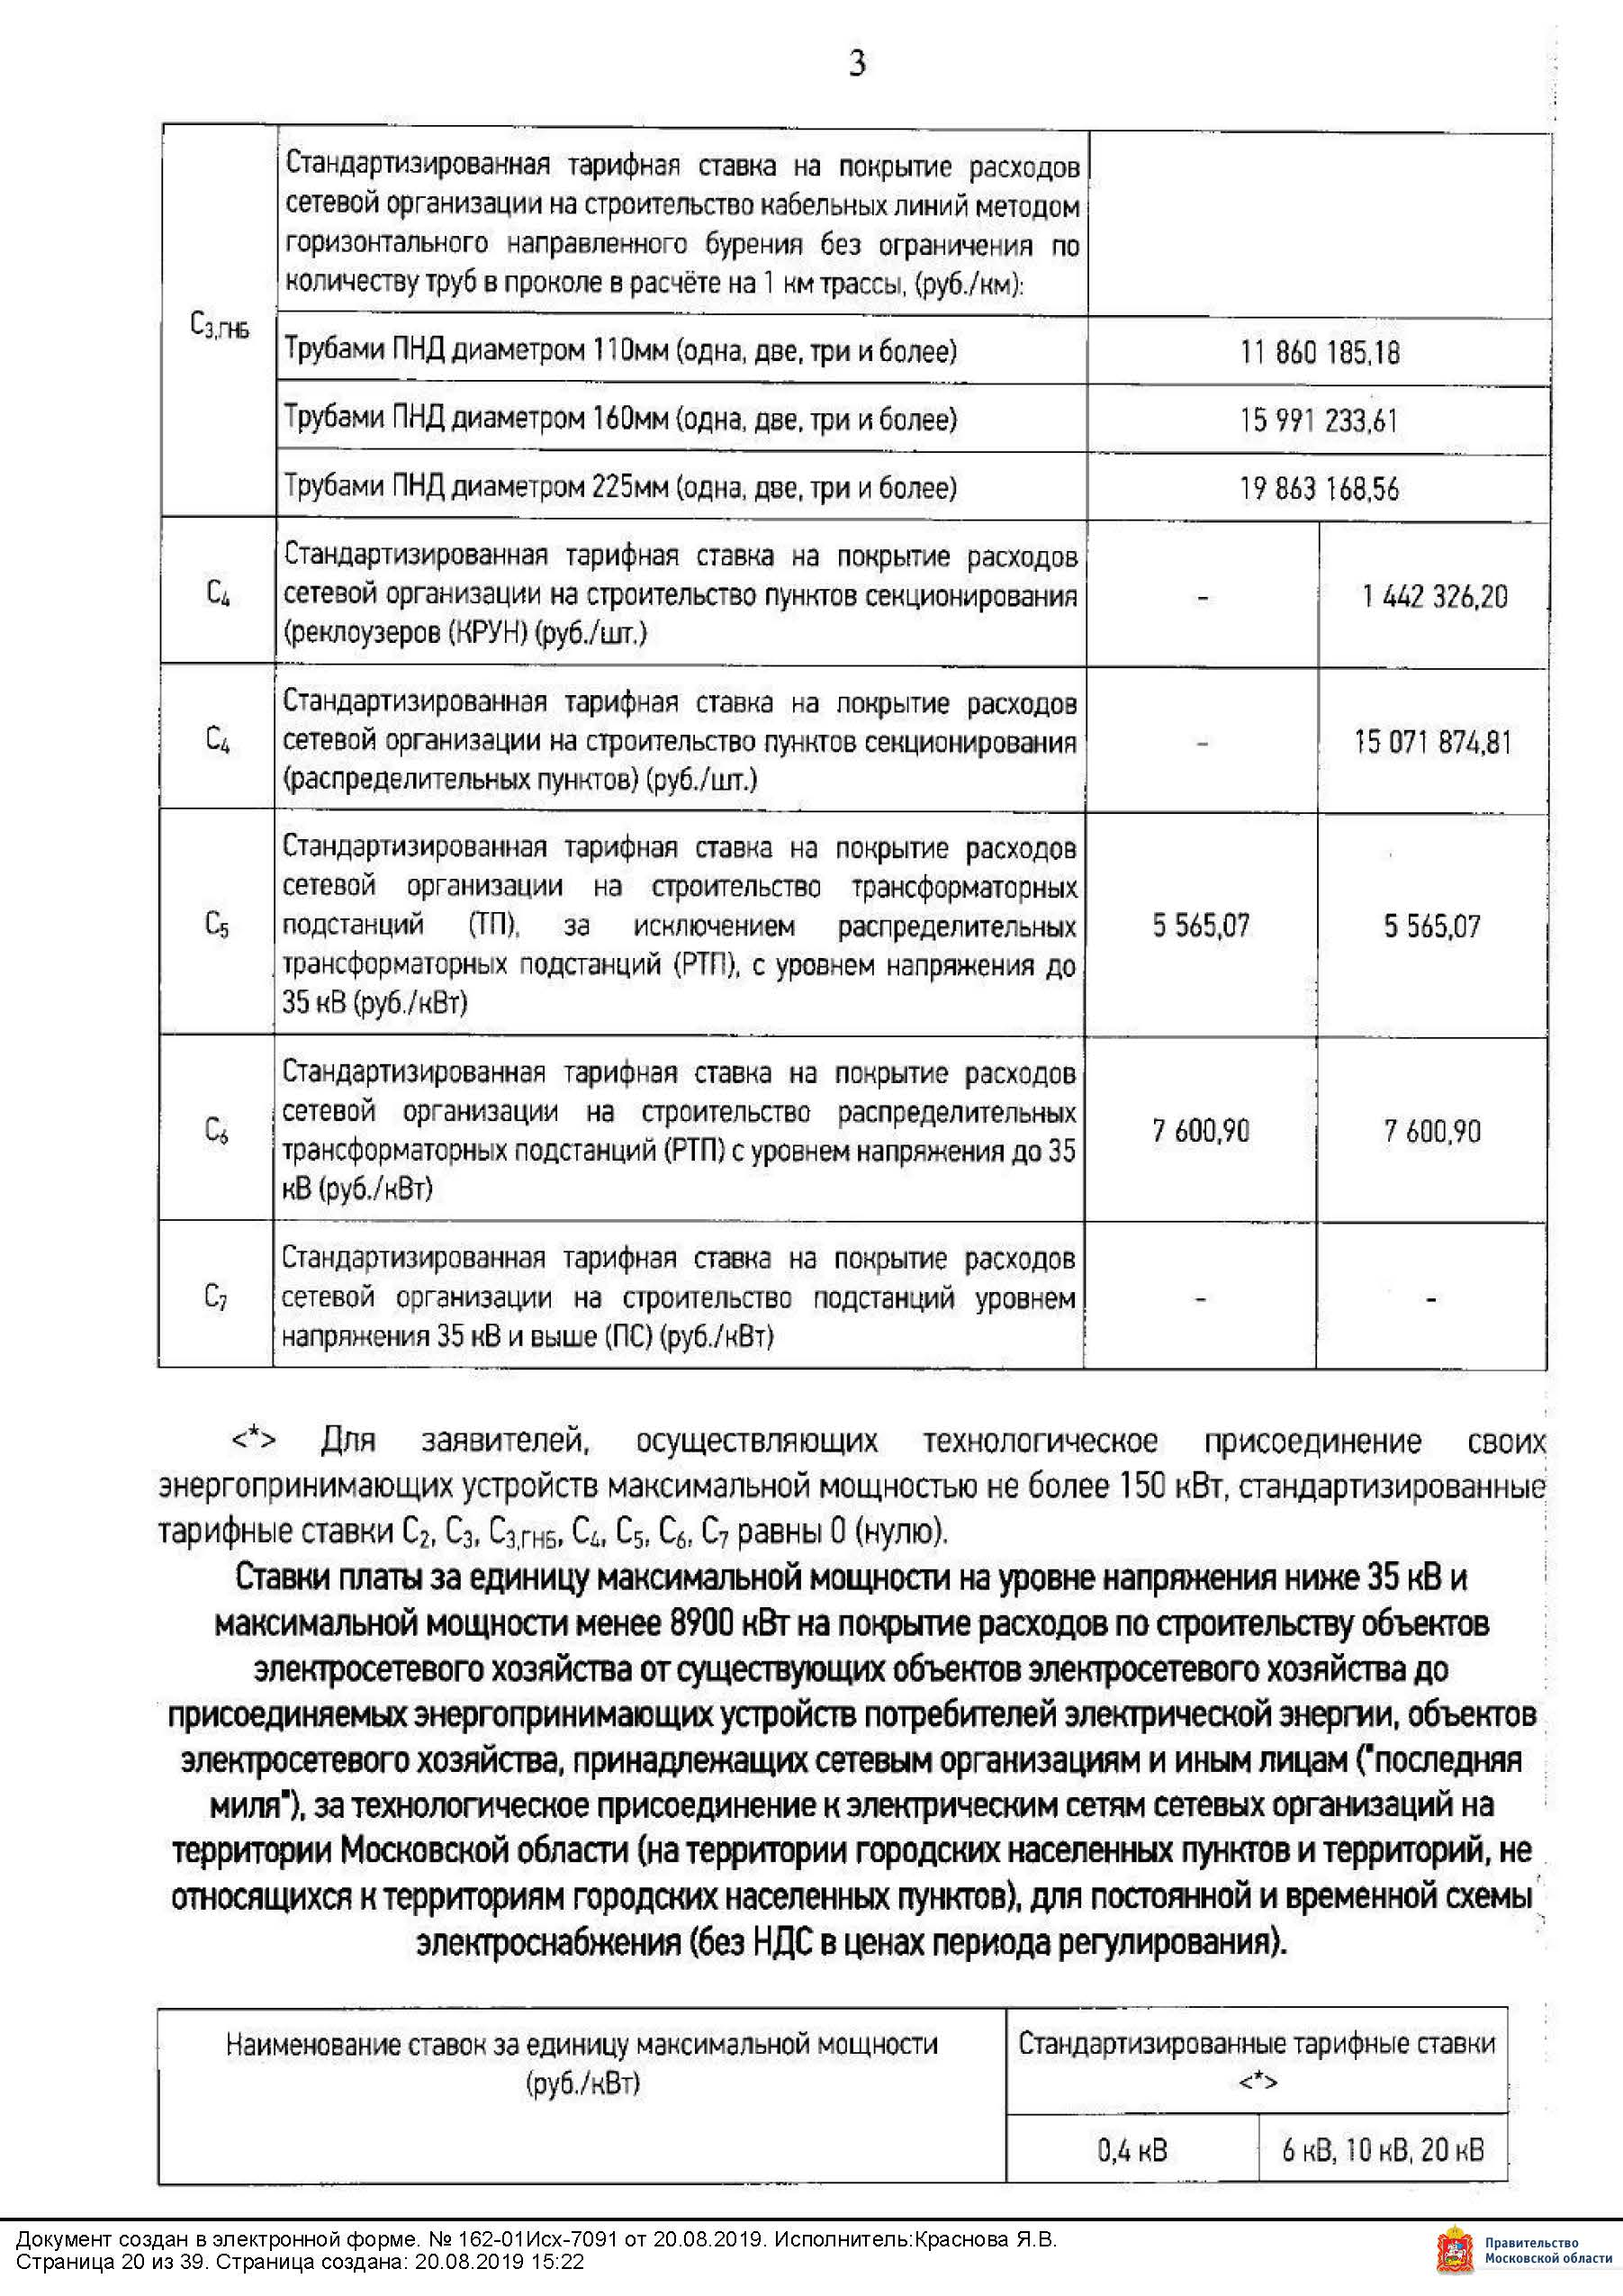 3
Стандартизированная тарифная ставка на покрытие расходов
сетевой организации на строительство кабельных линий методом
горизонтального направленного бурения без ограничения по
количеству труб в проколе в расчёте на 1 км трассы, (руб./км):
С3,ГНБ
Трубами ПНД диаметром 110мм (одна, две, три и более) 11 860 185,18
Трубами ПНД диаметром 160мм (одна, две, три и более) 15 991 233,61
Трубами ПНД диаметром 225мм (одна, две, три и более) 19 863 168,56
Стандартизированная тарифная ставка на покрытие расходов
С4 сетевой организации на строительство пунктов секционирования - 1 442 326,20
(реклоузеров (КРУН) (руб./шт.)
Стандартизированная тарифная ставка на покрытие расходов
С4 сетевой организации на строительство пунктов секционирования - 15 071 874,81
(распределительных пунктов) (руб./шт.)
Стандартизированная тарифная ставка на покрытие расходов
сетевой организации на строительство трансформаторных
С5 подстанций (ТП), за исключением распределительных 5 565,07 5 565,07
трансформаторных подстанций (РТП), с уровнем напряжения до
35 кВ (руб./кВт)
Стандартизированная тарифная ставка на покрытие расходов
сетевой организации на строительство распределительных
С6 трансформаторных подстанций (РТП) с уровнем напряжения до 35 7 600,90 7 600,90
кВ (руб./кВт)
Стандартизированная тарифная ставка на покрытие расходов
С7 сетевой организации на строительство подстанций уровнем - -
напряжения 35 кВ и выше (ПС) (руб./кВт)
<*> Для заявителей, осуществляющих технологическое присоединение своих
энергопринимающих устройств максимальной мощностью не более 150 кВт, стандартизированные
тарифные ставки С2, С3, С3,ГНБ, С4, С5, С6, С7 равны 0 (нулю).
Ставки платы за единицу максимальной мощности на уровне напряжения ниже 35 кВ и
максимальной мощности менее 8900 кВт на покрытие расходов по строительству объектов
электросетевого хозяйства от существующих объектов электросетевого хозяйства до
присоединяемых энергопринимающих устройств потребителей электрической энергии, объектов
электросетевого хозяйства, принадлежащих сетевым организациям и иным лицам ("последняя
миля"), за технологическое присоединение к электрическим сетям сетевых организаций на
территории Московской области (на территории городских населенных пунктов и территорий, не
относящихся к территориям городских населенных пунктов), для постоянной и временной схемы
электроснабжения (без НДС в ценах периода регулирования).
Наименование ставок за единицу максимальной мощности
(руб./кВт)
Стандартизированные тарифные ставки
<*>
0,4 кВ 6 кВ, 10 кВ, 20 кВ
Документ создан в электронной форме. № 162-01Исх-7091 от 20.08.2019. Исполнитель:Краснова Я.В.
Страница 20 из 39. Страница создана: 20.08.2019 15:22
Правительство
Московской области